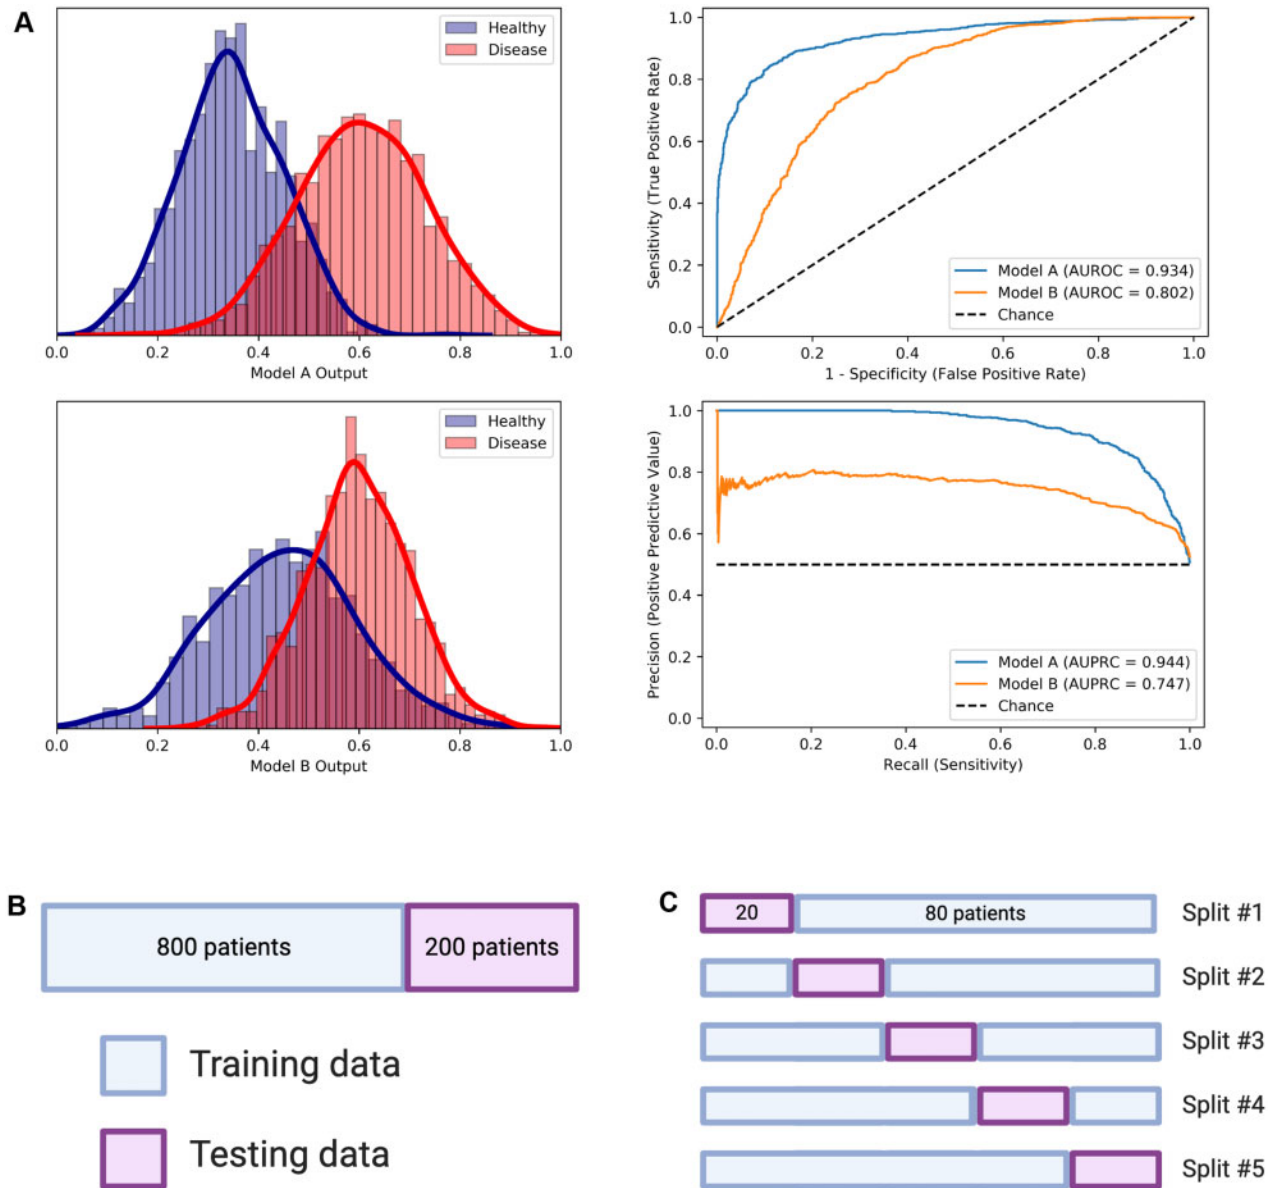 A
Healthy
Disease
0.0 0.2 0.4 0.6 0.8 1.0
Model A Output
1.0
0.8
0.6
0.4
0.2
0.0
Sensitivity (True Positive Rate)
Model A (AUROC = 0.934)
Model B (AUROC = 0.802)
Chance
0.0 0.2 0.4 0.6 0.8 1.0
1 - Specificity (False Positive Rate)
Healthy
Disease
0.0 0.2 0.4 0.6 0.8 1.0
Model B Output
1.0
0.8
0.6
0.4
0.2
0.0
Precision (Positive Predictive Value)
Model A (AUPRC = 0.944)
Model B (AUPRC = 0.747)
Chance
0.0 0.2 0.4 0.6 0.8 1.0
Recall (Sensitivity)
B
800 patients 200 patients
Training data
Testing data
C
20 80 patients Split #1
Split #2
Split #3
Split #4
Split #5